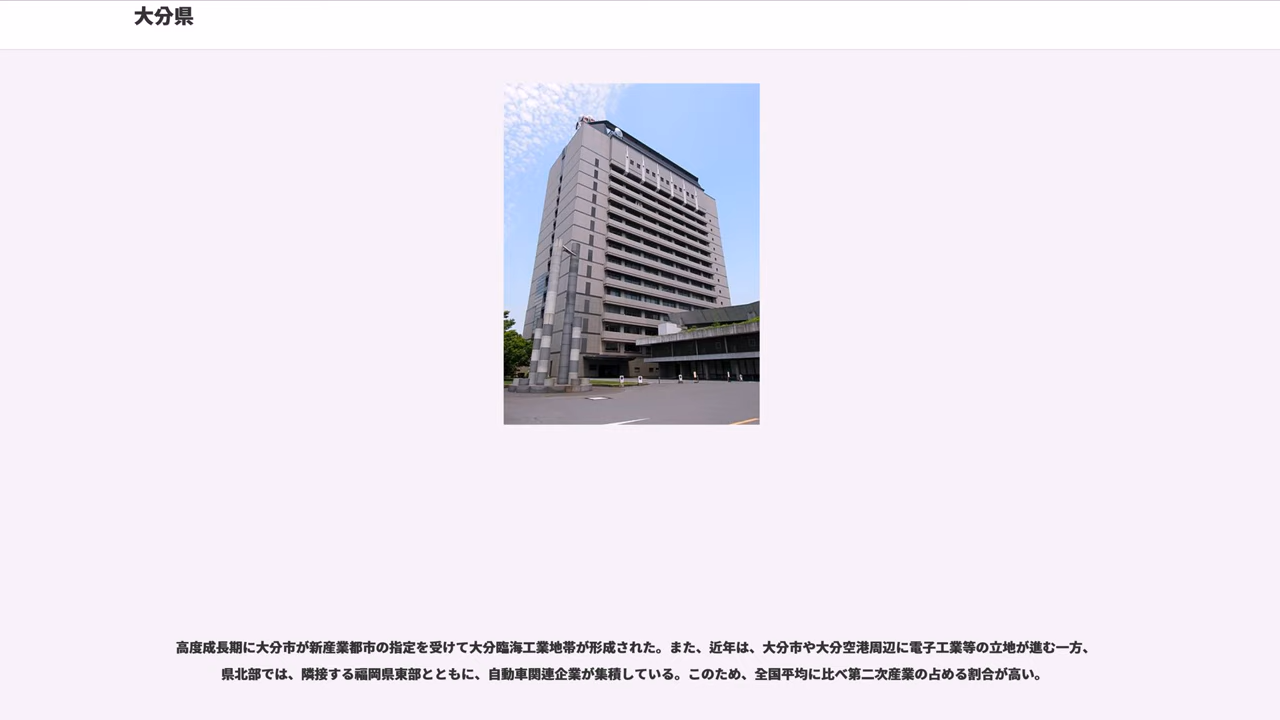 大分県
高度成長期に大分市が新産業都市の指定を受けて大分臨海工業地帯が形成された。また、近年は、大分市や大分空港周辺に電子工業等の立地が進む一方、
県北部では、隣接する福岡県東部とともに、自動車関連企業が集積している。このため、全国平均に比べ第二次産業の占める割合が高い。